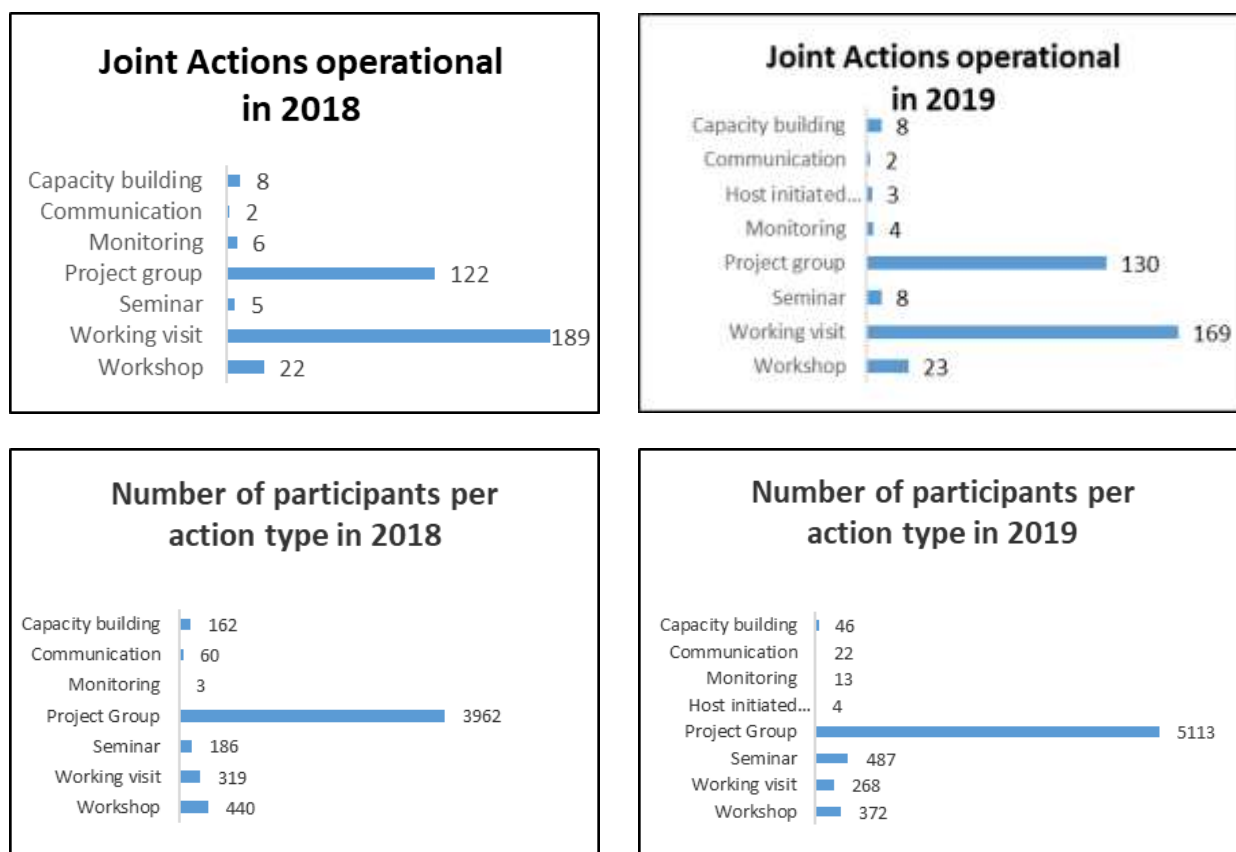 Joint Actions operational
in 2018
Capacity building 8
Communication 2
Monitoring 6
Project group 122
Seminar 5
Working visit 189
Workshop 22
Joint Actions operational
in 2019
Capacity building 8
Communication 2
Host initiated... 3
Monitoring 4
Project group 130
Seminar 8
Working visit 169
Workshop 23
Number of participants per
action type in 2018
Capacity building 162
Communication 60
Monitoring 3
Project Group 3962
Seminar 186
Working visit 319
Workshop 440
Number of participants per
action type in 2019
Capacity building 46
Communication 22
Monitoring 13
Host initiated... 4
Project Group 5113
Seminar 487
Working visit 268
Workshop 372